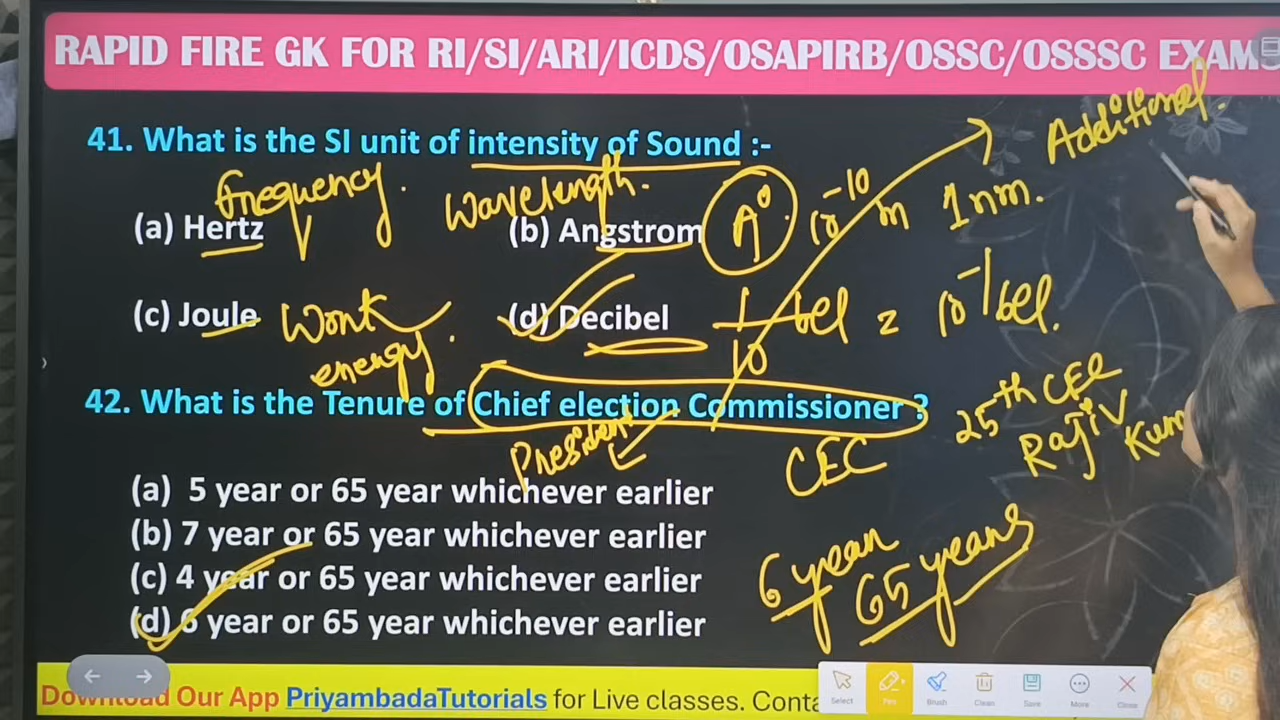 RAPID FIRE GK FOR RI/SI/ARI/ICDS/OSAPIRB/OSSC/OSSSC EXAMS
Additional.
41. What is the SI unit of intensity of Sound :-
Frequency. Wavelength.
(a) Hertz (b) Angstrom A° 10⁻¹⁰ m 1nm.
(c) Joule Work energy. (d) Decibel 1/10 bel = 10⁻¹ bel.
42. What is the Tenure of Chief election Commissioner ?
25th CEC
Rajiv
President CEC
(a) 5 year or 65 year whichever earlier
(b) 7 year or 65 year whichever earlier
(c) 4 year or 65 year whichever earlier
(d) 6 year or 65 year whichever earlier
6 year
65 years
Download Our App PriyambadaTutorials for Live classes.
Select Pen Brush Clean Save More Close